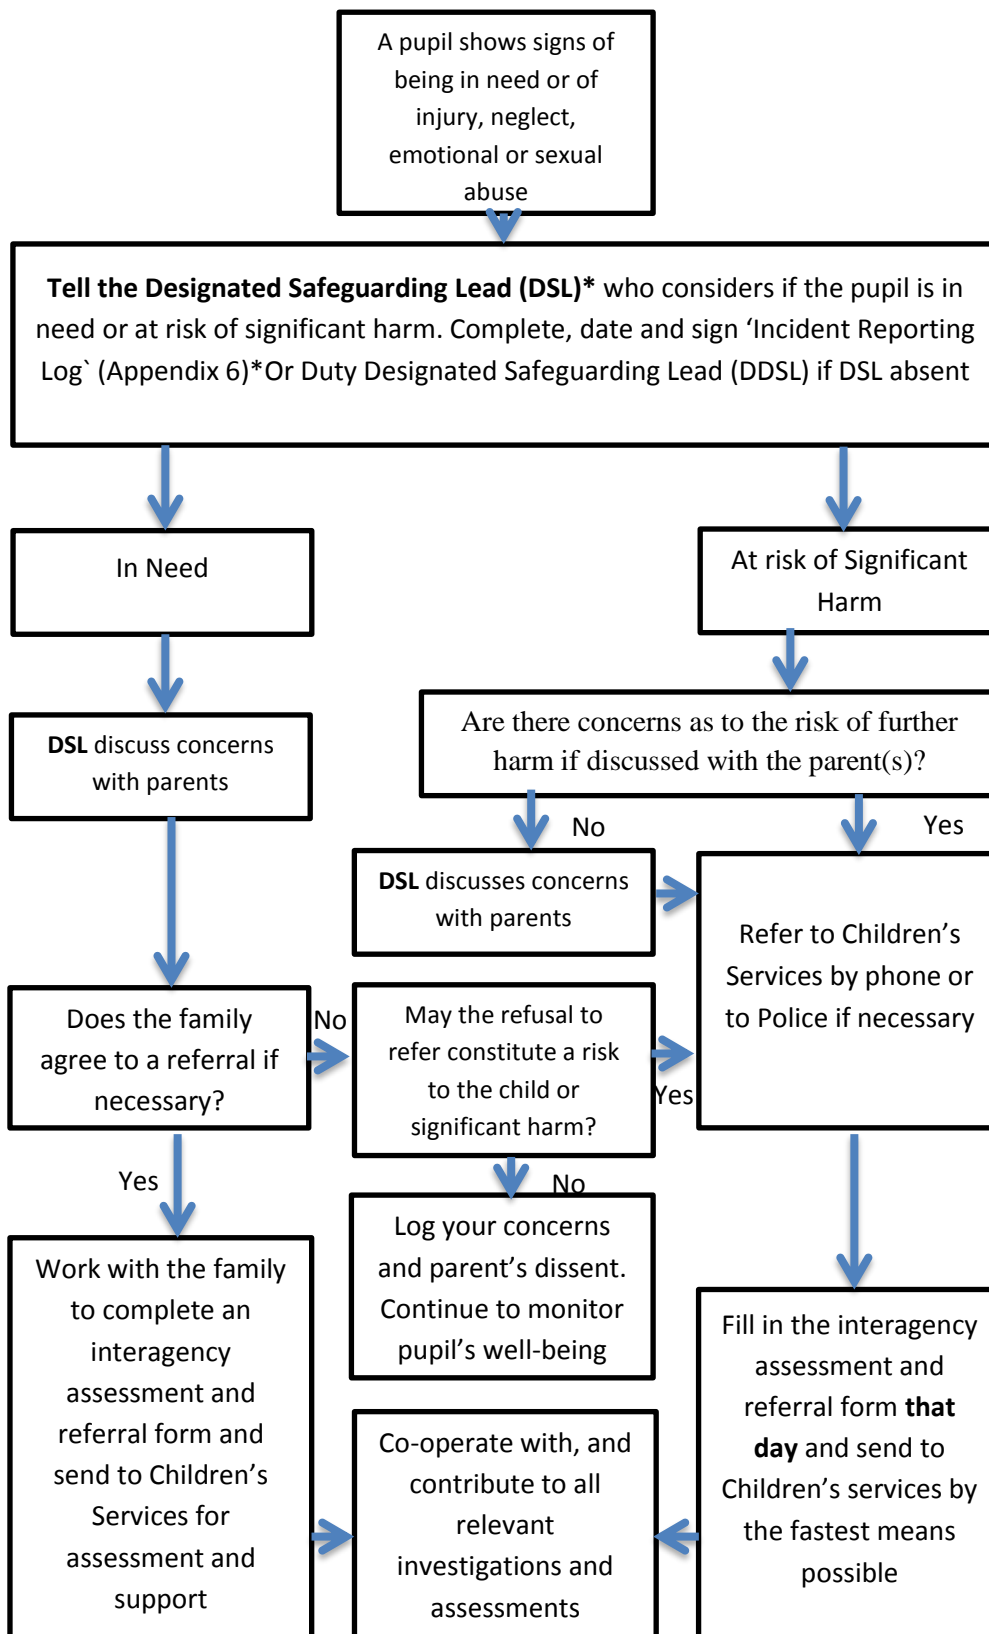 A pupil shows signs of
being in need or of
injury, neglect,
emotional or sexual
abuse
Tell the Designated Safeguarding Lead (DSL)* who considers if the pupil is in
need or at risk of significant harm. Complete, date and sign ‘Incident Reporting
Log` (Appendix 6)*Or Duty Designated Safeguarding Lead (DDSL) if DSL absent
In Need
At risk of Significant
Harm
DSL discuss concerns
with parents
Are there concerns as to the risk of further
harm if discussed with the parent(s)?
No
Yes
DSL discusses concerns
with parents
Refer to Children’s
Services by phone or
to Police if necessary
Does the family
agree to a referral if
necessary?
No
May the refusal to
refer constitute a risk
to the child or
significant harm?
Yes
Yes
No
Log your concerns
and parent’s dissent.
Continue to monitor
pupil’s well-being
Work with the family
to complete an
interagency
assessment and
referral form and
send to Children’s
Services for
assessment and
support
Co-operate with, and
contribute to all
relevant
investigations and
assessments
Fill in the interagency
assessment and
referral form that
day and send to
Children’s services by
the fastest means
possible